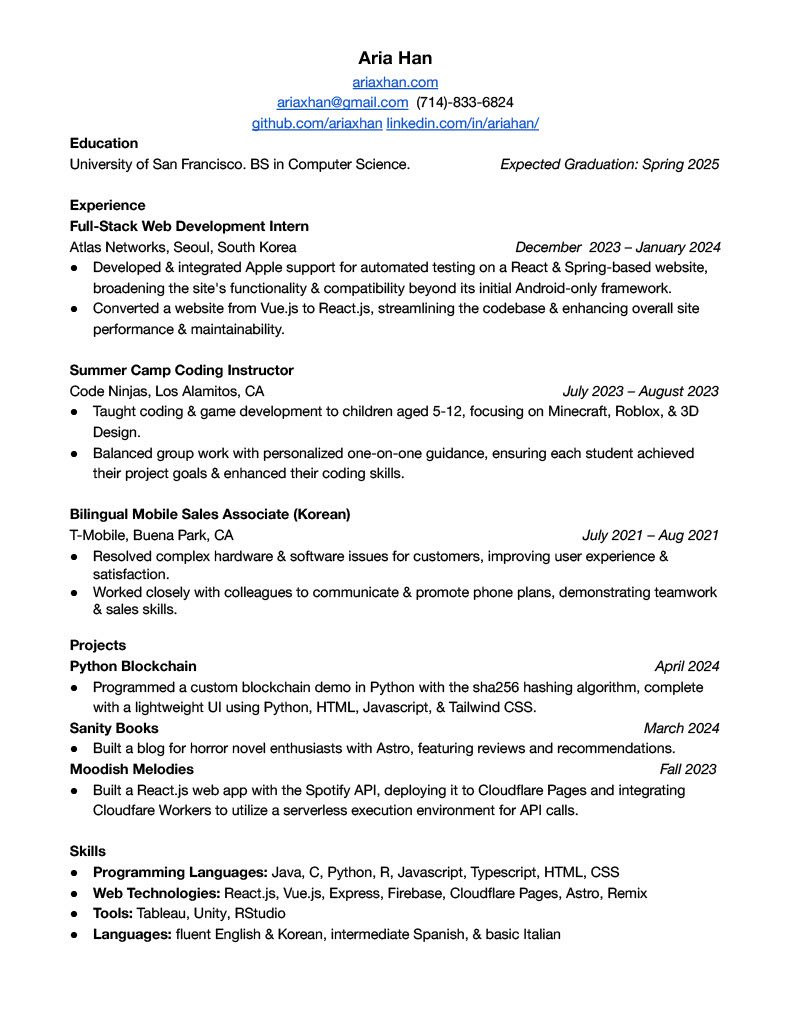 Aria Han
ariaxhan.com
ariaxhan@gmail.com (714)-833-6824
github.com/ariaxhan linkedin.com/in/ariahan/
Education
University of San Francisco. BS in Computer Science. Expected Graduation: Spring 2025
Experience
Full-Stack Web Development Intern
Atlas Networks, Seoul, South Korea December 2023 – January 2024
● Developed & integrated Apple support for automated testing on a React & Spring-based website,
broadening the site's functionality & compatibility beyond its initial Android-only framework.
● Converted a website from Vue.js to React.js, streamlining the codebase & enhancing overall site
performance & maintainability.
Summer Camp Coding Instructor
Code Ninjas, Los Alamitos, CA July 2023 – August 2023
● Taught coding & game development to children aged 5-12, focusing on Minecraft, Roblox, & 3D
Design.
● Balanced group work with personalized one-on-one guidance, ensuring each student achieved
their project goals & enhanced their coding skills.
Bilingual Mobile Sales Associate (Korean)
T-Mobile, Buena Park, CA July 2021 – Aug 2021
● Resolved complex hardware & software issues for customers, improving user experience &
satisfaction.
● Worked closely with colleagues to communicate & promote phone plans, demonstrating teamwork
& sales skills.
Projects
Python Blockchain April 2024
● Programmed a custom blockchain demo in Python with the sha256 hashing algorithm, complete
with a lightweight UI using Python, HTML, Javascript, & Tailwind CSS.
Sanity Books March 2024
● Built a blog for horror novel enthusiasts with Astro, featuring reviews and recommendations.
Moodish Melodies Fall 2023
● Built a React.js web app with the Spotify API, deploying it to Cloudflare Pages and integrating
Cloudfare Workers to utilize a serverless execution environment for API calls.
Skills
● Programming Languages: Java, C, Python, R, Javascript, Typescript, HTML, CSS
● Web Technologies: React.js, Vue.js, Express, Firebase, Cloudflare Pages, Astro, Remix
● Tools: Tableau, Unity, RStudio
● Languages: fluent English & Korean, intermediate Spanish, & basic Italian